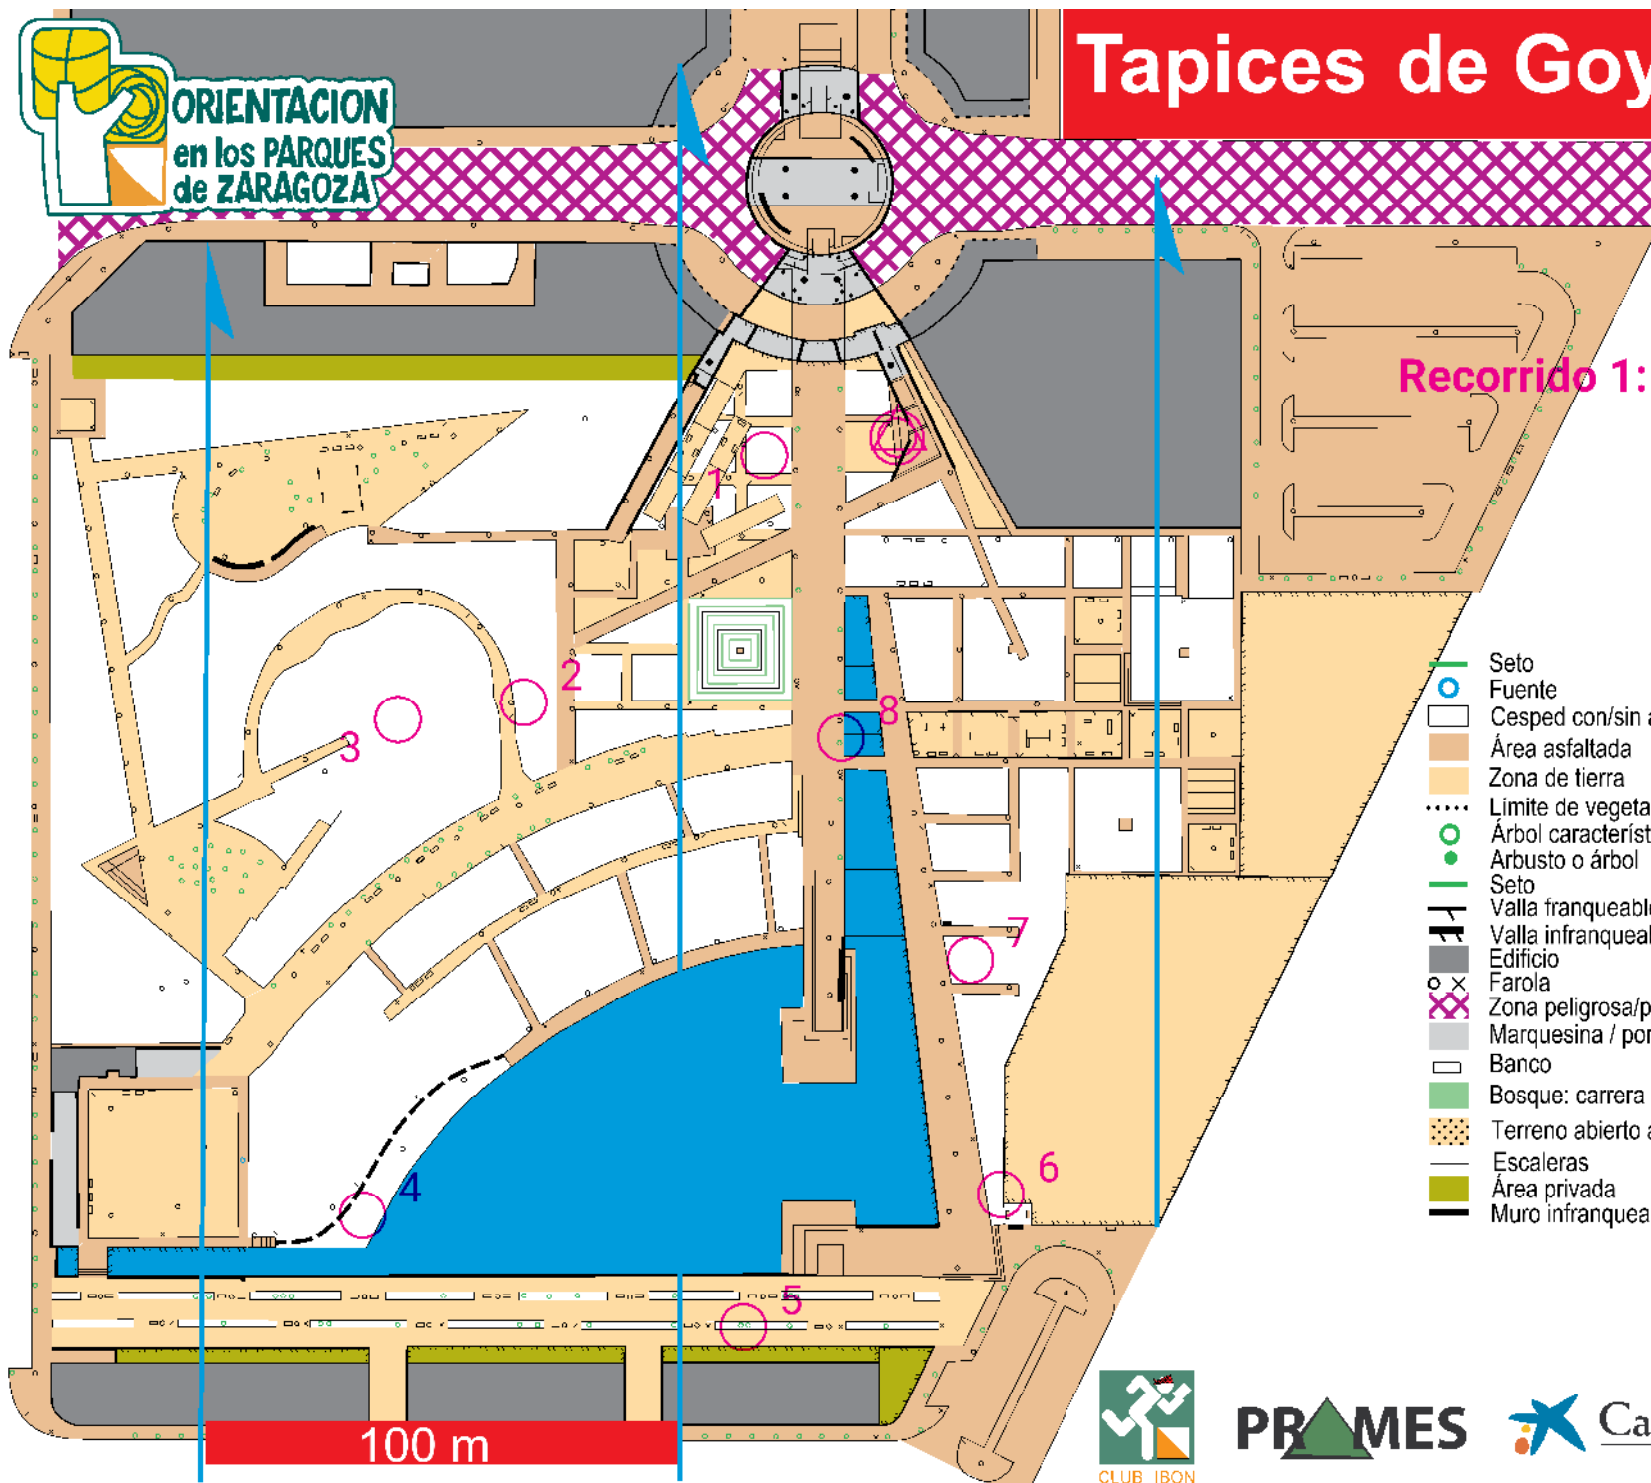 ORIENTACION
en los PARQUES
de ZARAGOZA
Tapices de Goy
Recorrido 1:
1
2
3
4
5
6
7
8
Seto
Fuente
Cesped con/sin a
Área asfaltada
Zona de tierra
Límite de vegeta
Árbol característ
Arbusto o árbol
Seto
Valla franqueable
Valla infranqueal
Edificio
Farola
Zona peligrosa/p
Marquesina / por
Banco
Bosque: carrera
Terreno abierto a
Escaleras
Área privada
Muro infranquea
100 m
CLUB IBON
PRAMES
Ca